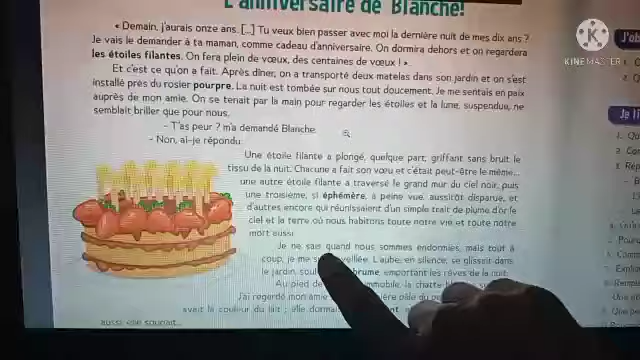 L'anniversaire de Blanche!
« Demain, j'aurais onze ans. [...] Tu veux bien passer avec moi la dernière nuit de mes dix ans ?
Je vais le demander à ta maman, comme cadeau d'anniversaire. On dormira dehors et on regardera
les étoiles filantes. On fera plein de vœux, des centaines de vœux ! ».
Et c'est ce qu'on a fait. Après dîner, on a transporté deux matelas dans son jardin et on s'est
installé près du rosier pourpre. La nuit est tombée sur nous tout doucement. Je me sentais en paix
auprès de mon amie. On se tenait par la main pour regarder les étoiles et la lune, suspendue, ne
semblait briller que pour nous.
– T'as peur ? m'a demandé Blanche.
– Non, ai-je répondu.
Une étoile filante a plongé, quelque part, griffant sans bruit le
tissu de la nuit. Chacune a fait son vœu et c'était peut-être le même...
une autre étoile filante a traversé le grand mur du ciel noir, puis
une troisième, si éphémère, à peine vue, aussitôt disparue, et
d'autres encore qui réunissaient d'un simple trait de plume d'or le
ciel et la terre où nous habitons toute notre vie et toute notre
mort aussi.
Je ne sais quand nous sommes endormies, mais tout à
coup, je me veillée. L'aube, en silence, se glissait dans
le jardin, brume, emportant les rêves de la nuit.
Au pied de immobile, la chatte
J'ai regardé mon amie pâle du
avait la couleur du lait ; elle
aussi, elle souriait...
KINEMASTER
Je li